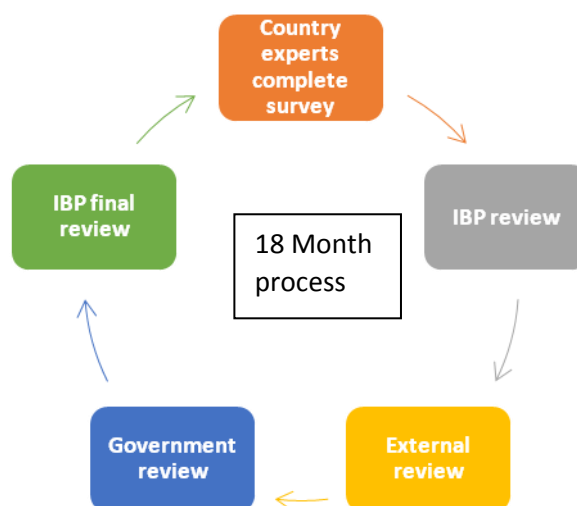 Country
experts
complete
survey
IBP review
External
review
Government
review
IBP final
review
18 Month
process